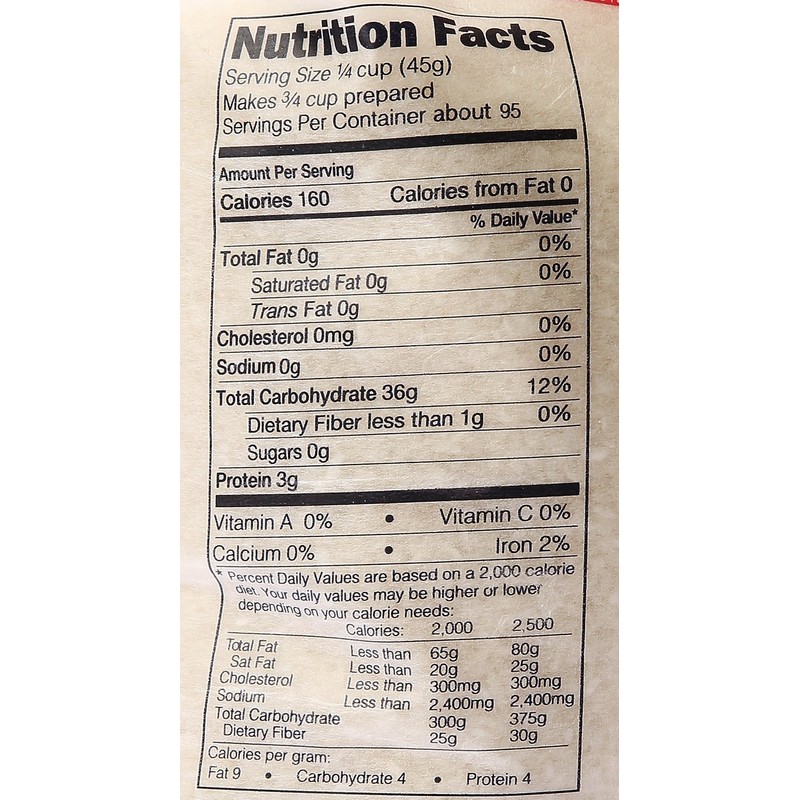 Nutrition Facts
Serving Size ¼ cup (45g)
Makes ¾ cup prepared
Servings Per Container about 95
Amount Per Serving
Calories 160 Calories from Fat 0
% Daily Value*
Total Fat 0g 0%
Saturated Fat 0g 0%
Trans Fat 0g
Cholesterol 0mg 0%
Sodium 0g 0%
Total Carbohydrate 36g 12%
Dietary Fiber less than 1g 0%
Sugars 0g
Protein 3g
Vitamin A 0% • Vitamin C 0%
Calcium 0% • Iron 2%
* Percent Daily Values are based on a 2,000 calorie
diet. Your daily values may be higher or lower
depending on your calorie needs:
Calories: 2,000 2,500
Total Fat Less than 65g 80g
Sat Fat Less than 20g 25g
Cholesterol Less than 300mg 300mg
Sodium Less than 2,400mg 2,400mg
Total Carbohydrate 300g 375g
Dietary Fiber 25g 30g
Calories per gram:
Fat 9 • Carbohydrate 4 • Protein 4